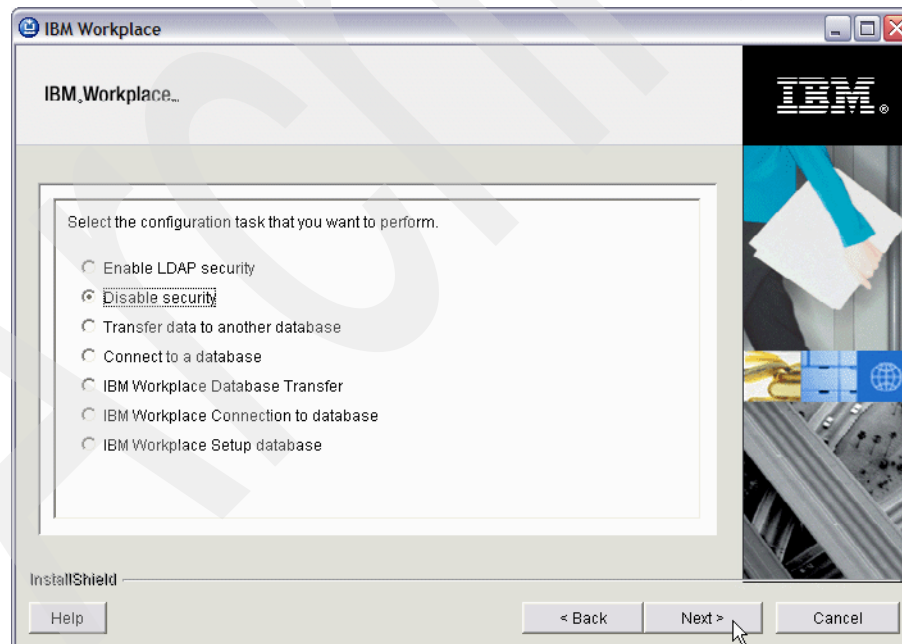 IBM Workplace
IBM Workplace™
IBM®
Select the configuration task that you want to perform.
Enable LDAP security
Disable security
Transfer data to another database
Connect to a database
IBM Workplace Database Transfer
IBM Workplace Connection to database
IBM Workplace Setup database
InstallShield
Help
< Back
Next >
Cancel